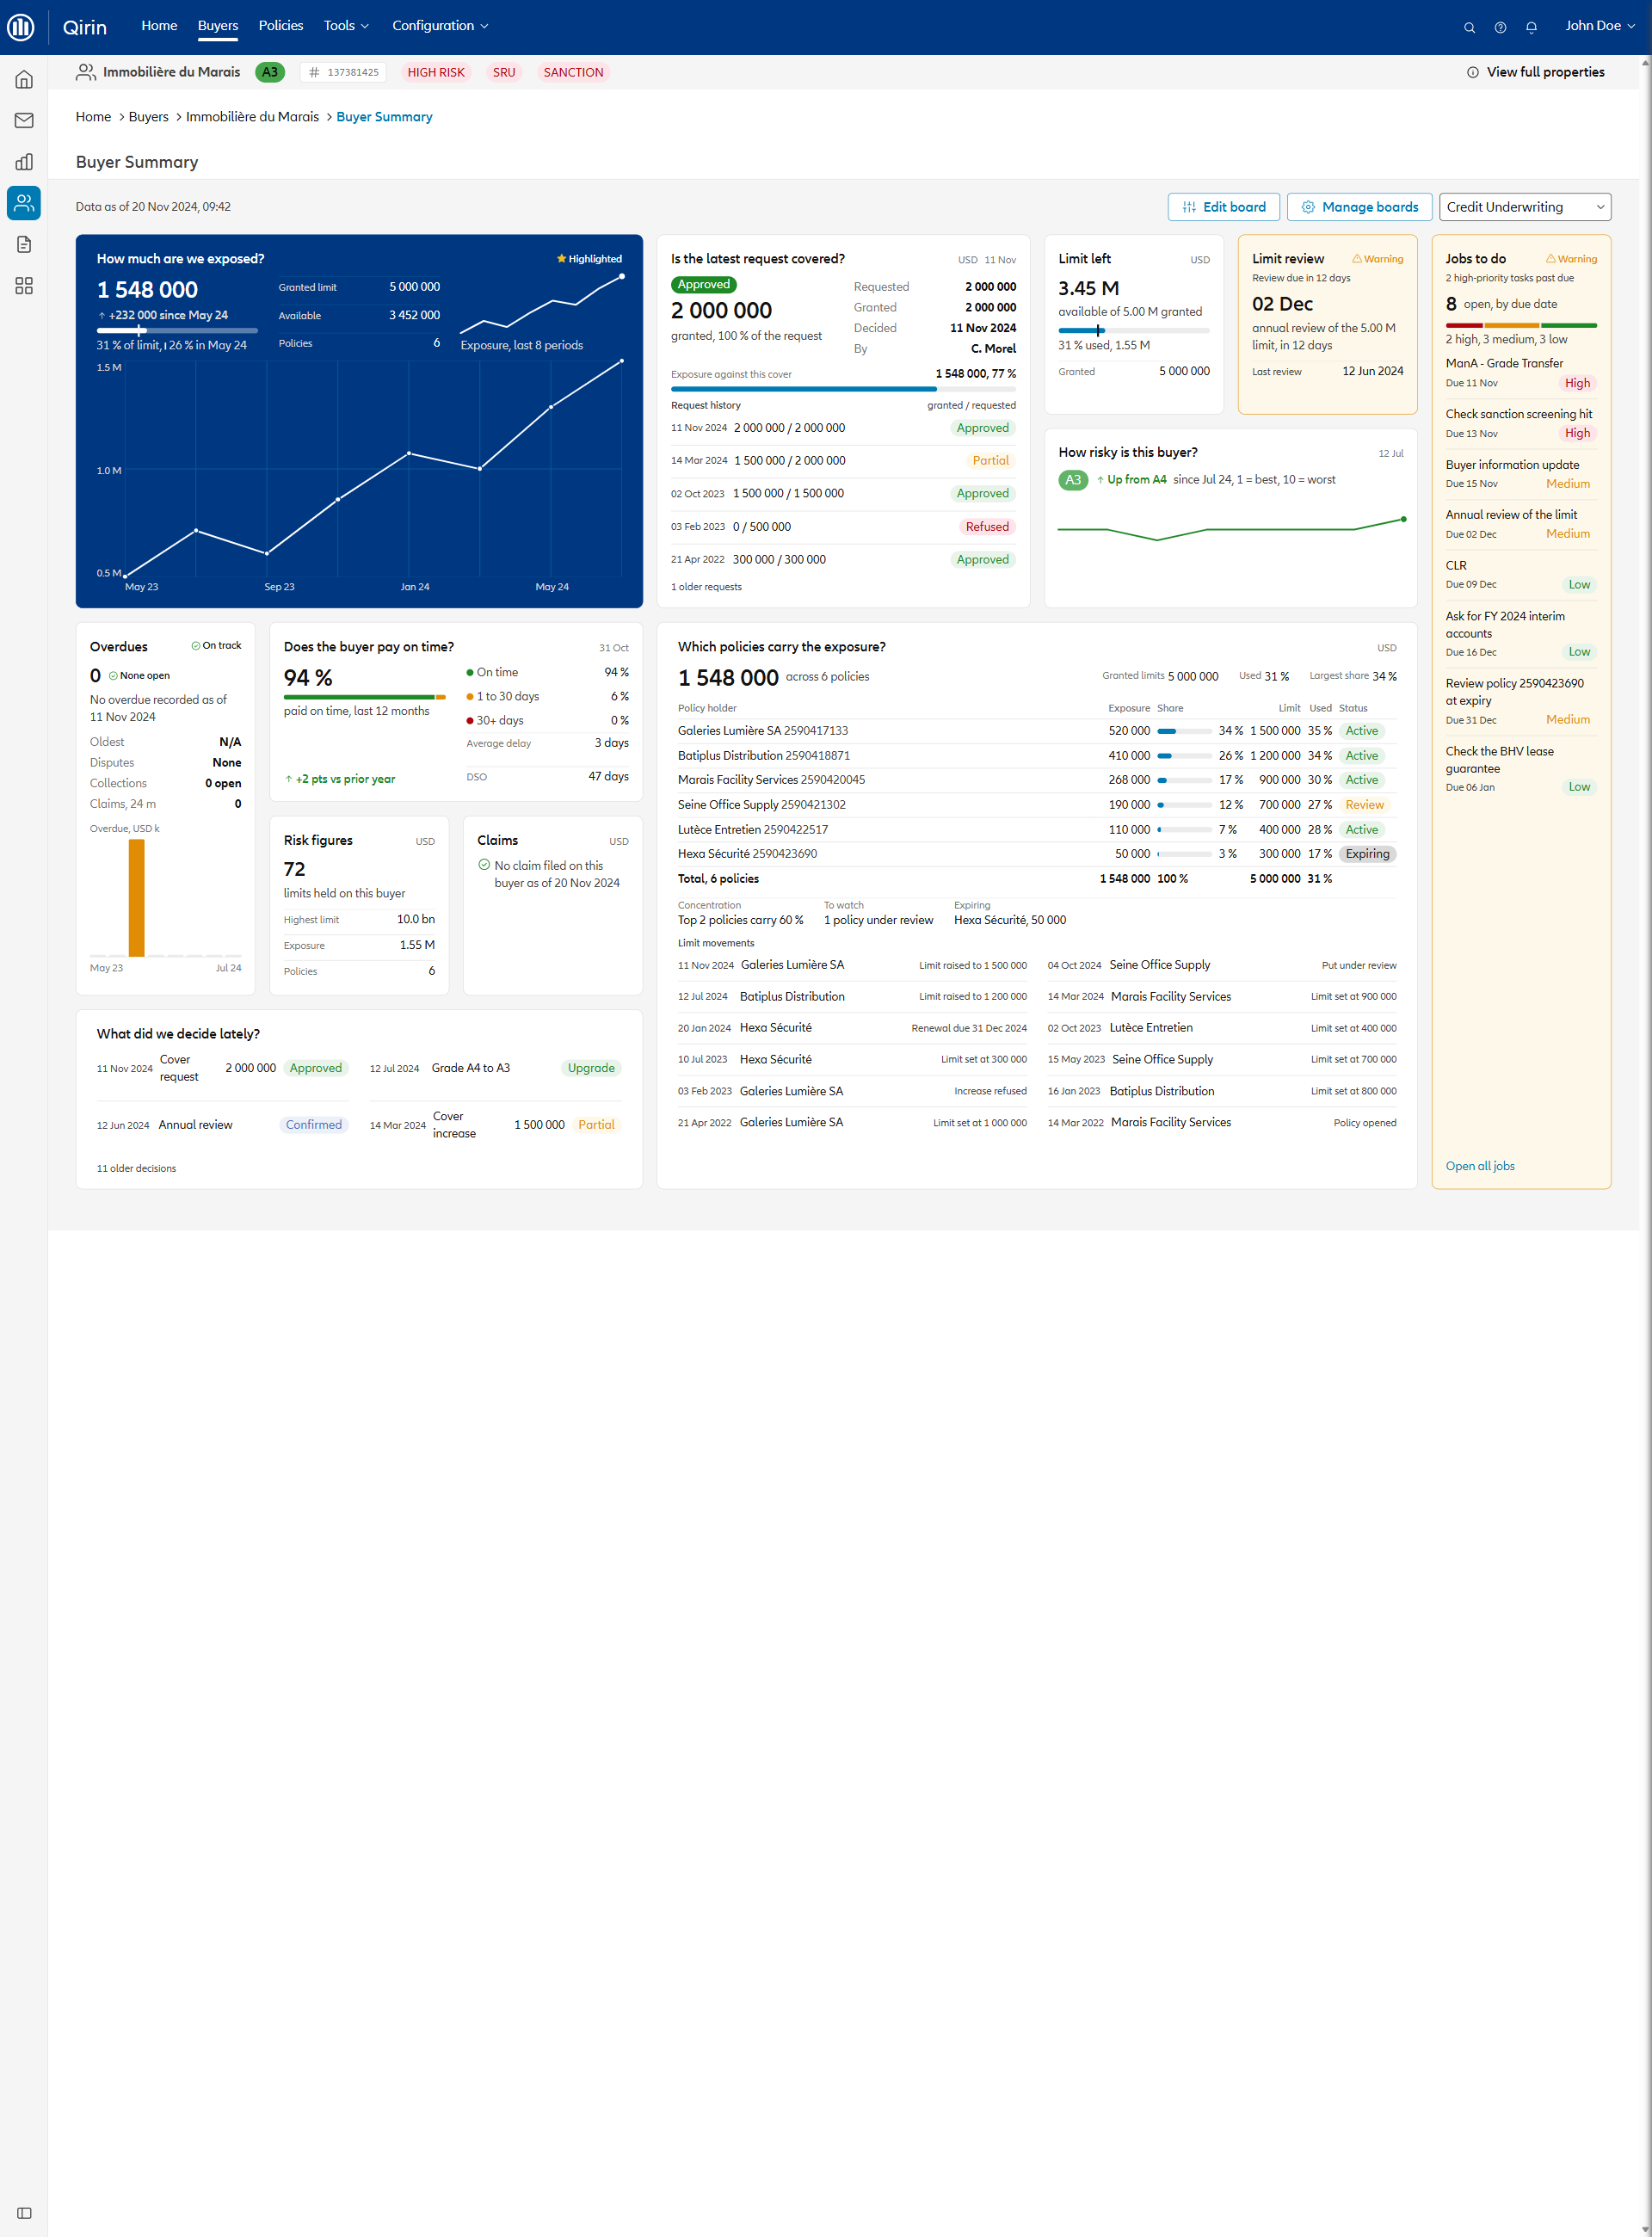 Qirin
Home Buyers Policies Tools Configuration
John Doe
Immobilière du Marais A3 # 137381425 HIGH RISK SRU SANCTION
View full properties
Home > Buyers > Immobilière du Marais > Buyer Summary
Buyer Summary
Data as of 20 Nov 2024, 09:42
Edit board
Manage boards
Credit Underwriting
How much are we exposed?
Highlighted
1 548 000
↑ +232 000 since May 24
31 % of limit, 26 % in May 24
Granted limit 5 000 000
Available 3 452 000
Policies 6
Exposure, last 8 periods
1.5 M
1.0 M
0.5 M
May 23 Sep 23 Jan 24 May 24
Is the latest request covered?
USD 11 Nov
Approved
2 000 000
granted, 100 % of the request
Requested 2 000 000
Granted 2 000 000
Decided 11 Nov 2024
By C. Morel
Exposure against this cover 1 548 000, 77 %
Request history granted / requested
11 Nov 2024 2 000 000 / 2 000 000 Approved
14 Mar 2024 1 500 000 / 2 000 000 Partial
02 Oct 2023 1 500 000 / 1 500 000 Approved
03 Feb 2023 0 / 500 000 Refused
21 Apr 2022 300 000 / 300 000 Approved
1 older requests
Limit left USD
3.45 M
available of 5.00 M granted
31 % used, 1.55 M
Granted 5 000 000
Limit review Warning
Review due in 12 days
02 Dec
annual review of the 5.00 M
limit, in 12 days
Last review 12 Jun 2024
How risky is this buyer? 12 Jul
A3 ↑ Up from A4 since Jul 24, 1 = best, 10 = worst
Jobs to do Warning
2 high-priority tasks past due
8 open, by due date
2 high, 3 medium, 3 low
ManA - Grade Transfer
Due 11 Nov High
Check sanction screening hit
Due 13 Nov High
Buyer information update
Due 15 Nov Medium
Annual review of the limit
Due 02 Dec Medium
CLR
Due 09 Dec Low
Ask for FY 2024 interim
accounts
Due 16 Dec Low
Review policy 2590423690
at expiry
Due 31 Dec Medium
Check the BHV lease
guarantee
Due 06 Jan Low
Open all jobs
Overdues On track
0 None open
No overdue recorded as of
11 Nov 2024
Oldest N/A
Disputes None
Collections 0 open
Claims, 24 m 0
Overdue, USD k
May 23 Jul 24
Does the buyer pay on time? 31 Oct
94 %
paid on time, last 12 months
↑ +2 pts vs prior year
On time 94 %
1 to 30 days 6 %
30+ days 0 %
Average delay 3 days
DSO 47 days
Risk figures USD
72
limits held on this buyer
Highest limit 10.0 bn
Exposure 1.55 M
Policies 6
Claims USD
No claim filed on this
buyer as of 20 Nov 2024
Which policies carry the exposure? USD
1 548 000 across 6 policies
Granted limits 5 000 000 Used 31 % Largest share 34 %
Policy holder Exposure Share Limit Used Status
Galeries Lumière SA 2590417133 520 000 34 % 1 500 000 35 % Active
Batiplus Distribution 2590418871 410 000 26 % 1 200 000 34 % Active
Marais Facility Services 2590420045 268 000 17 % 900 000 30 % Active
Seine Office Supply 2590421302 190 000 12 % 700 000 27 % Review
Lutèce Entretien 2590422517 110 000 7 % 400 000 28 % Active
Hexa Sécurité 2590423690 50 000 3 % 300 000 17 % Expiring
Total, 6 policies 1 548 000 100 % 5 000 000 31 %
Concentration To watch Expiring
Top 2 policies carry 60 % 1 policy under review Hexa Sécurité, 50 000
Limit movements
11 Nov 2024 Galeries Lumière SA Limit raised to 1 500 000 04 Oct 2024 Seine Office Supply Put under review
12 Jul 2024 Batiplus Distribution Limit raised to 1 200 000 14 Mar 2024 Marais Facility Services Limit set at 900 000
20 Jan 2024 Hexa Sécurité Renewal due 31 Dec 2024 02 Oct 2023 Lutèce Entretien Limit set at 400 000
10 Jul 2023 Hexa Sécurité Limit set at 300 000 15 May 2023 Seine Office Supply Limit set at 700 000
03 Feb 2023 Galeries Lumière SA Increase refused 16 Jan 2023 Batiplus Distribution Limit set at 800 000
21 Apr 2022 Galeries Lumière SA Limit set at 1 000 000 14 Mar 2022 Marais Facility Services Policy opened
What did we decide lately?
11 Nov 2024 Cover request 2 000 000 Approved
12 Jul 2024 Grade A4 to A3 Upgrade
12 Jun 2024 Annual review Confirmed
14 Mar 2024 Cover increase 1 500 000 Partial
11 older decisions